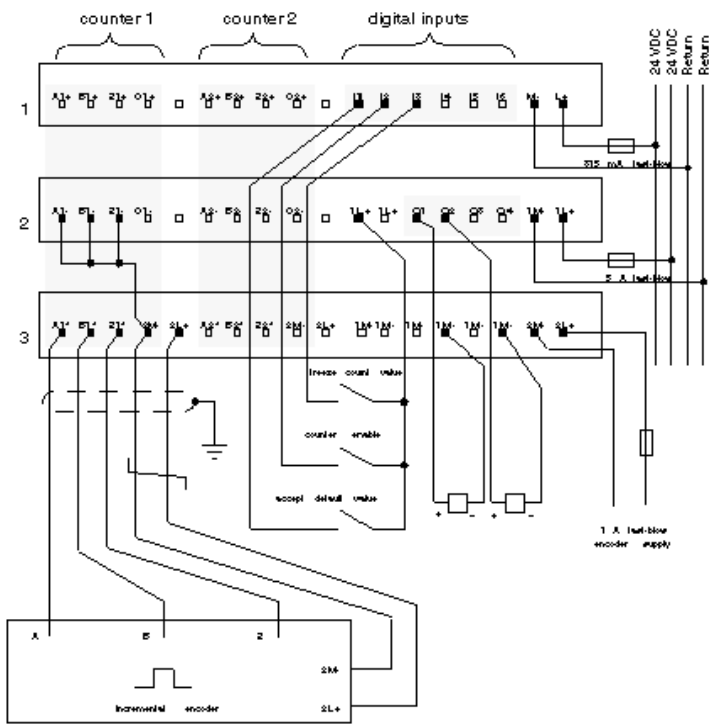 counter 1 counter 2 digital inputs
24 VDC
24 VDC
Return
Return
1
A1+ B1+ Z1+ O1+ A2+ B2+ Z2+ O2+ I1 I2 I3 I4 I5 I6 M- L+
315 mA fast-blow
2
A1- B1- Z1- O1- A2- B2- Z2- O2- 1L+ 1L+ Q1 Q2 Q3 Q4 1M- 1L+
5 A fast-blow
3
A1* B1* Z1* 2M- 2L+ A2* B2* Z2* 2M- 2L+ 1M- 1M- 1M- 1M- 1M- 1M- 2M- 2L+
freeze count value
counter enable
accept default value
+ - + -
1 A fast-blow
encoder supply
A B Z
2M-
2L+
incremental encoder